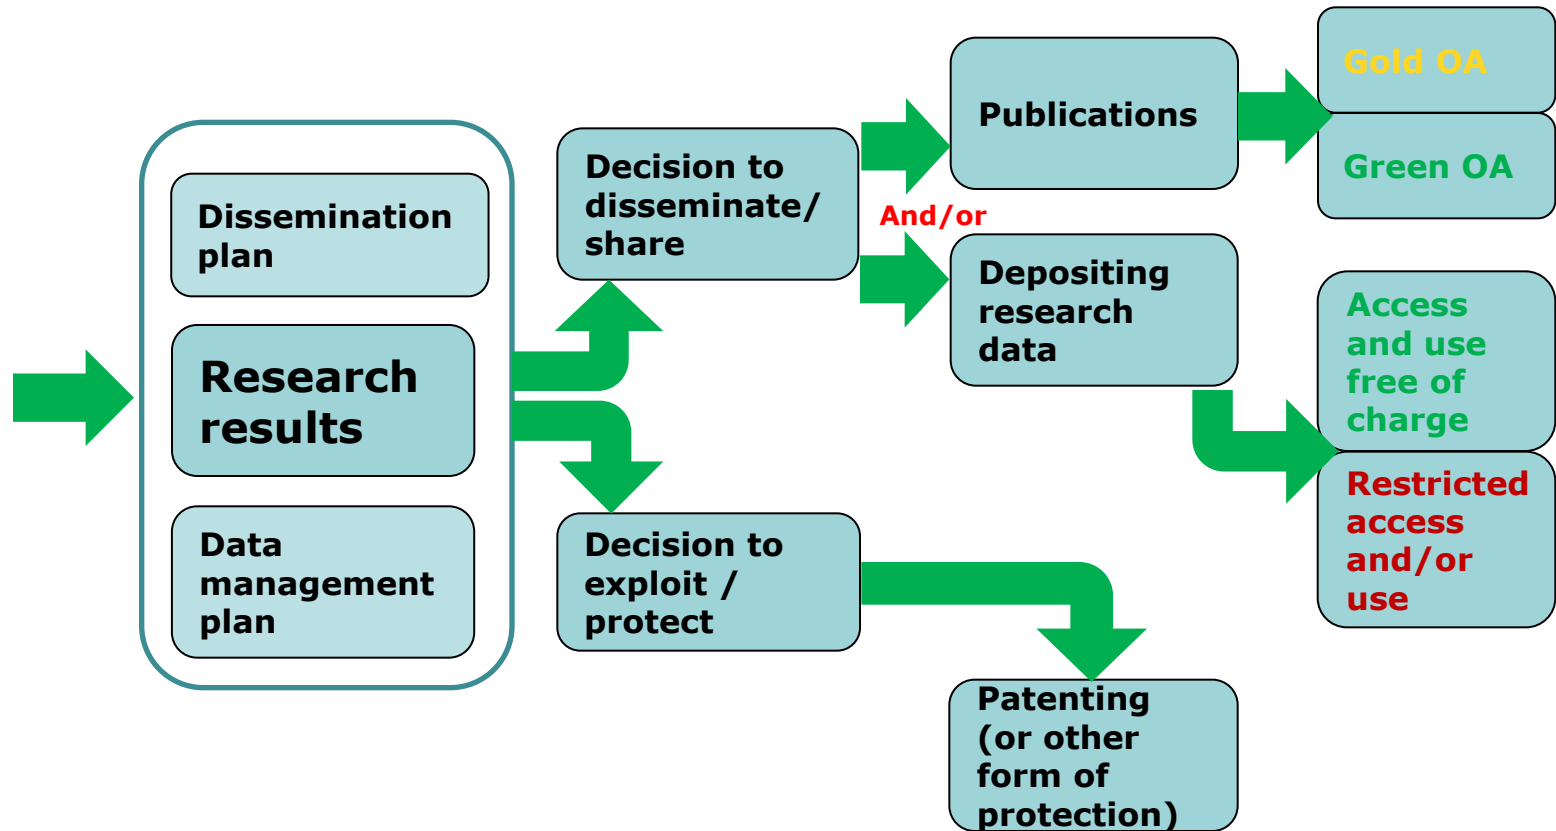 Dissemination
plan
Research
results
Data
management
plan
Decision to
disseminate/
share
Decision to
exploit /
protect
And/or
Publications
Depositing
research
data
Patenting
(or other
form of
protection)
Gold OA
Green OA
Access
and use
free of
charge
Restricted
access
and/or
use